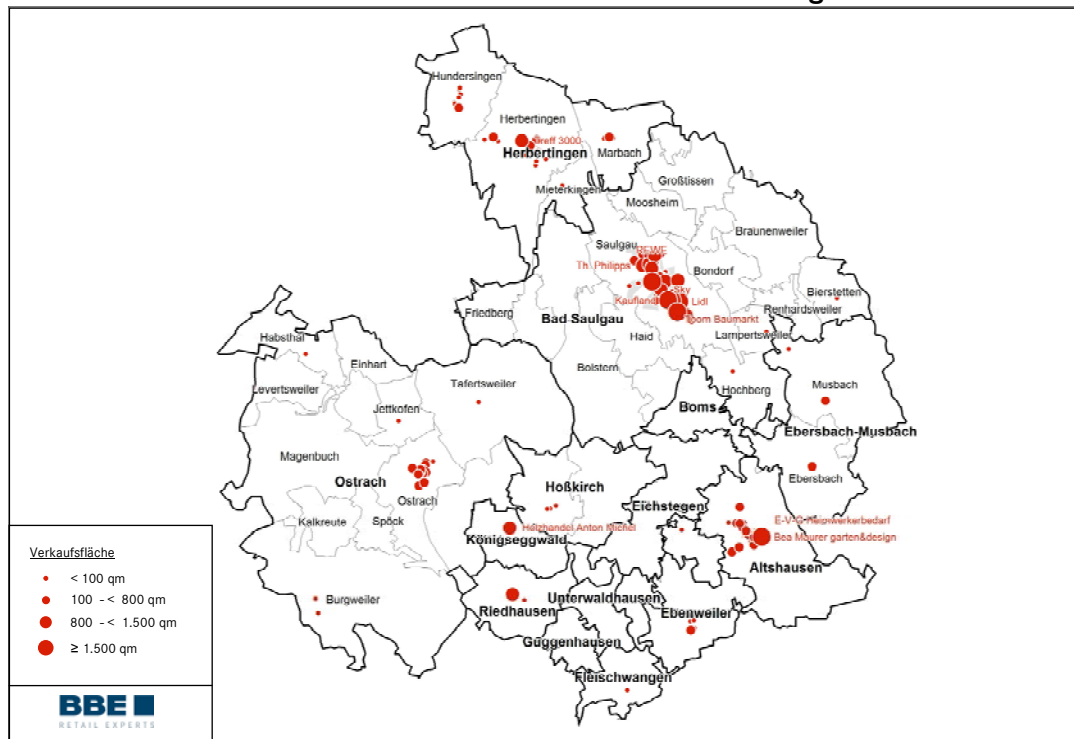 Hundersingen
Herbertingen
Treff 3000
Herbertingen
Marbach
Mieterkingen
Großtissen
Moosheim
Braunenweiler
Saulgau
REWE
Th. Philipps
Bondorf
Sky
Kaufland
Lidl
Bierstetten
Renhardsweiler
Friedberg
Bad Saulgau
Toom Baumarkt
Haid
Lampertsweiler
Habsthal
Einhart
Bolstern
Levertsweiler
Tafertsweiler
Hochberg
Musbach
Jettkofen
Boms
Ebersbach-Musbach
Magenbuch
Ostrach
Ostrach
Hoßkirch
Ebersbach
Eichstegen
Kalkreute
Spöck
Holzhandel Anton Michel
Königseggwald
E-V-G Heimwerkerbedarf
Bea Maurer garten&design
Altshausen
Burgweiler
Riedhausen
Unterwaldhausen
Ebenweiler
Guggenhausen
Fleischwangen
Verkaufsfläche
< 100 qm
100 - < 800 qm
800 - < 1.500 qm
≥ 1.500 qm
BBE
RETAIL EXPERTS